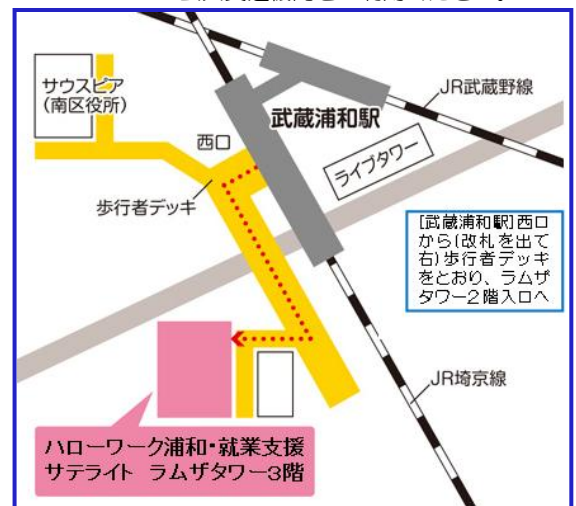 サウスピア
(南区役所)
JR武蔵野線
武蔵浦和駅
西口
ライブタワー
歩行者デッキ
[武蔵浦和駅]西口
から(改札を出て
右)歩行者デッキ
をとおり、ラムザ
タワー2階入口へ
JR埼京線
ハローワーク浦和・就業支援
サテライト ラムザタワー3階